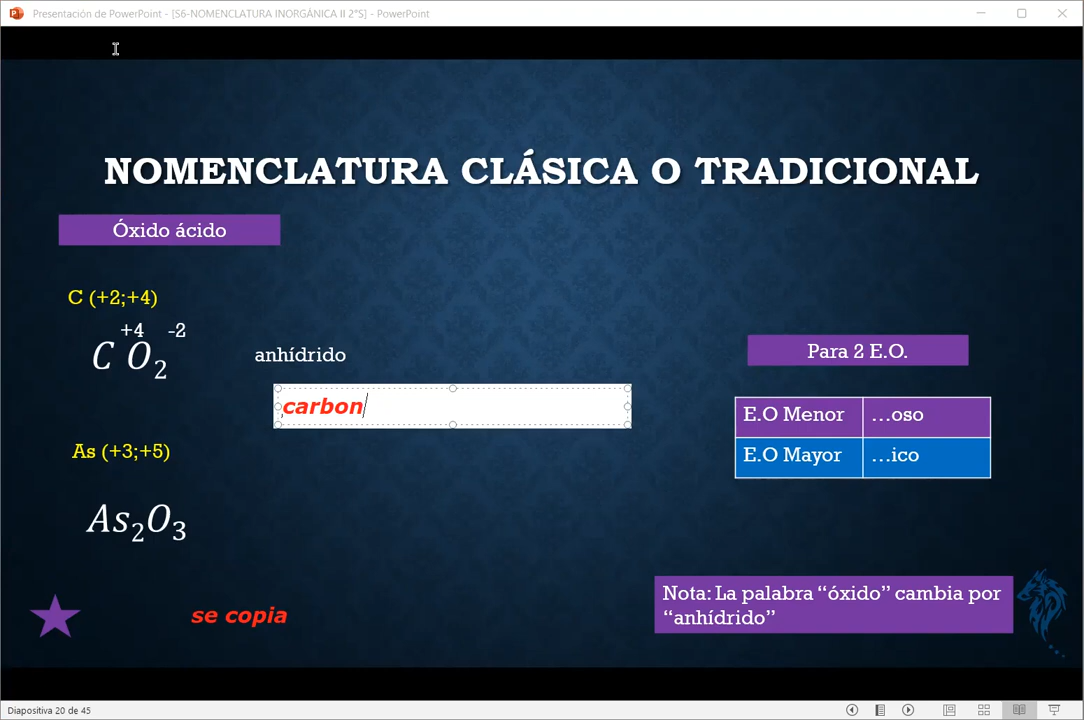 Presentación de PowerPoint - [S6-NOMENCLATURA INORGÁNICA II 2°S] - PowerPoint
NOMENCLATURA CLÁSICA O TRADICIONAL
Óxido ácido
C (+2;+4)
+4 -2
C O₂
anhídrido
carbon
Para 2 E.O.
E.O Menor …oso
E.O Mayor …ico
As (+3;+5)
As₂O₃
se copia
Nota: La palabra “óxido” cambia por
“anhídrido”
Diapositiva 20 de 45